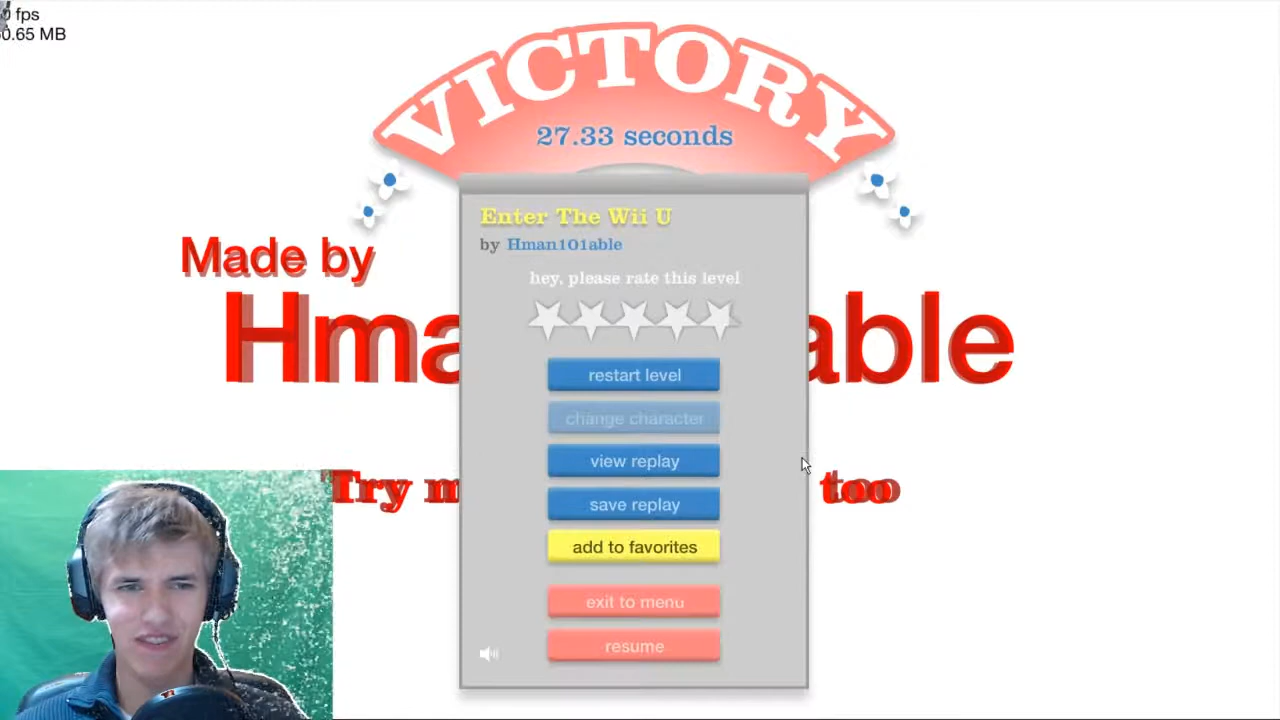 fps
0.65 MB
VICTORY
27.33 seconds
Enter The Wii U
by Hman101able
hey, please rate this level
Made by
Hma able
Try m too
restart level
change character
view replay
save replay
add to favorites
exit to menu
resume